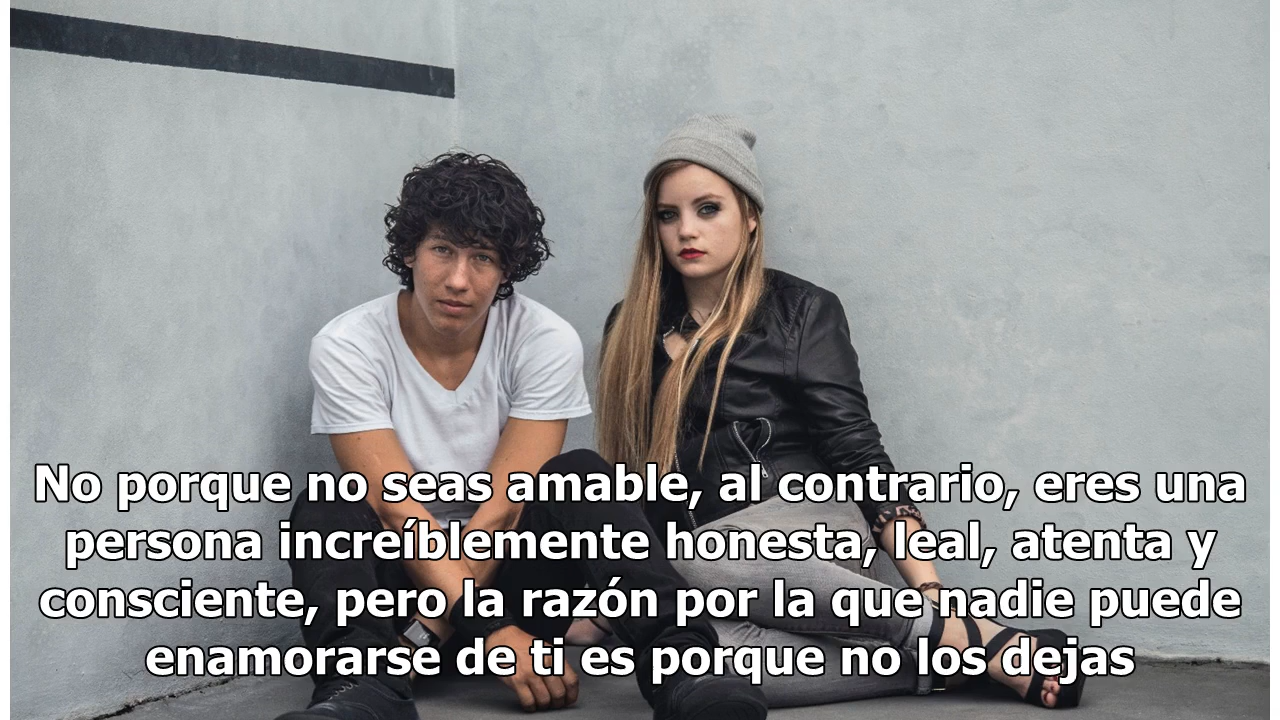 No porque no seas amable, al contrario, eres una
persona increíblemente honesta, leal, atenta y
consciente, pero la razón por la que nadie puede
enamorarse de ti es porque no los dejas